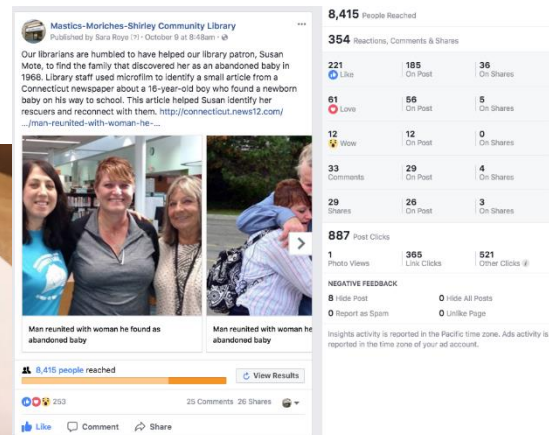 Mastics-Moriches-Shirley Community Library
Published by Sara Roye [?] · October 9 at 8:48am ·
Our librarians are humbled to have helped our library patron, Susan
Mote, to find the family that discovered her as an abandoned baby in
1968. Library staff used microfilm to identify a small article from a
Connecticut newspaper about a 16-year-old boy who found a newborn
baby on his way to school. This article helped Susan identify her
rescuers and reconnect with them. http://connecticut.news12.com/
.../man-reunited-with-woman-he-...
Man reunited with woman he found as
abandoned baby
Man reunited with woman he
abandoned baby
8,415 people reached
View Results
253
25 Comments 26 Shares
Like Comment Share
8,415 People Reached
354 Reactions, Comments & Shares
221 185 36
Like On Post On Shares
61 56 5
Love On Post On Shares
12 12 0
Wow On Post On Shares
33 29 4
Comments On Post On Shares
29 26 3
Shares On Post On Shares
887 Post Clicks
1 365 521
Photo Views Link Clicks Other Clicks
NEGATIVE FEEDBACK
8 Hide Post 0 Hide All Posts
0 Report as Spam 0 Unlike Page
Insights activity is reported in the Pacific time zone. Ads activity is
reported in the time zone of your ad account.